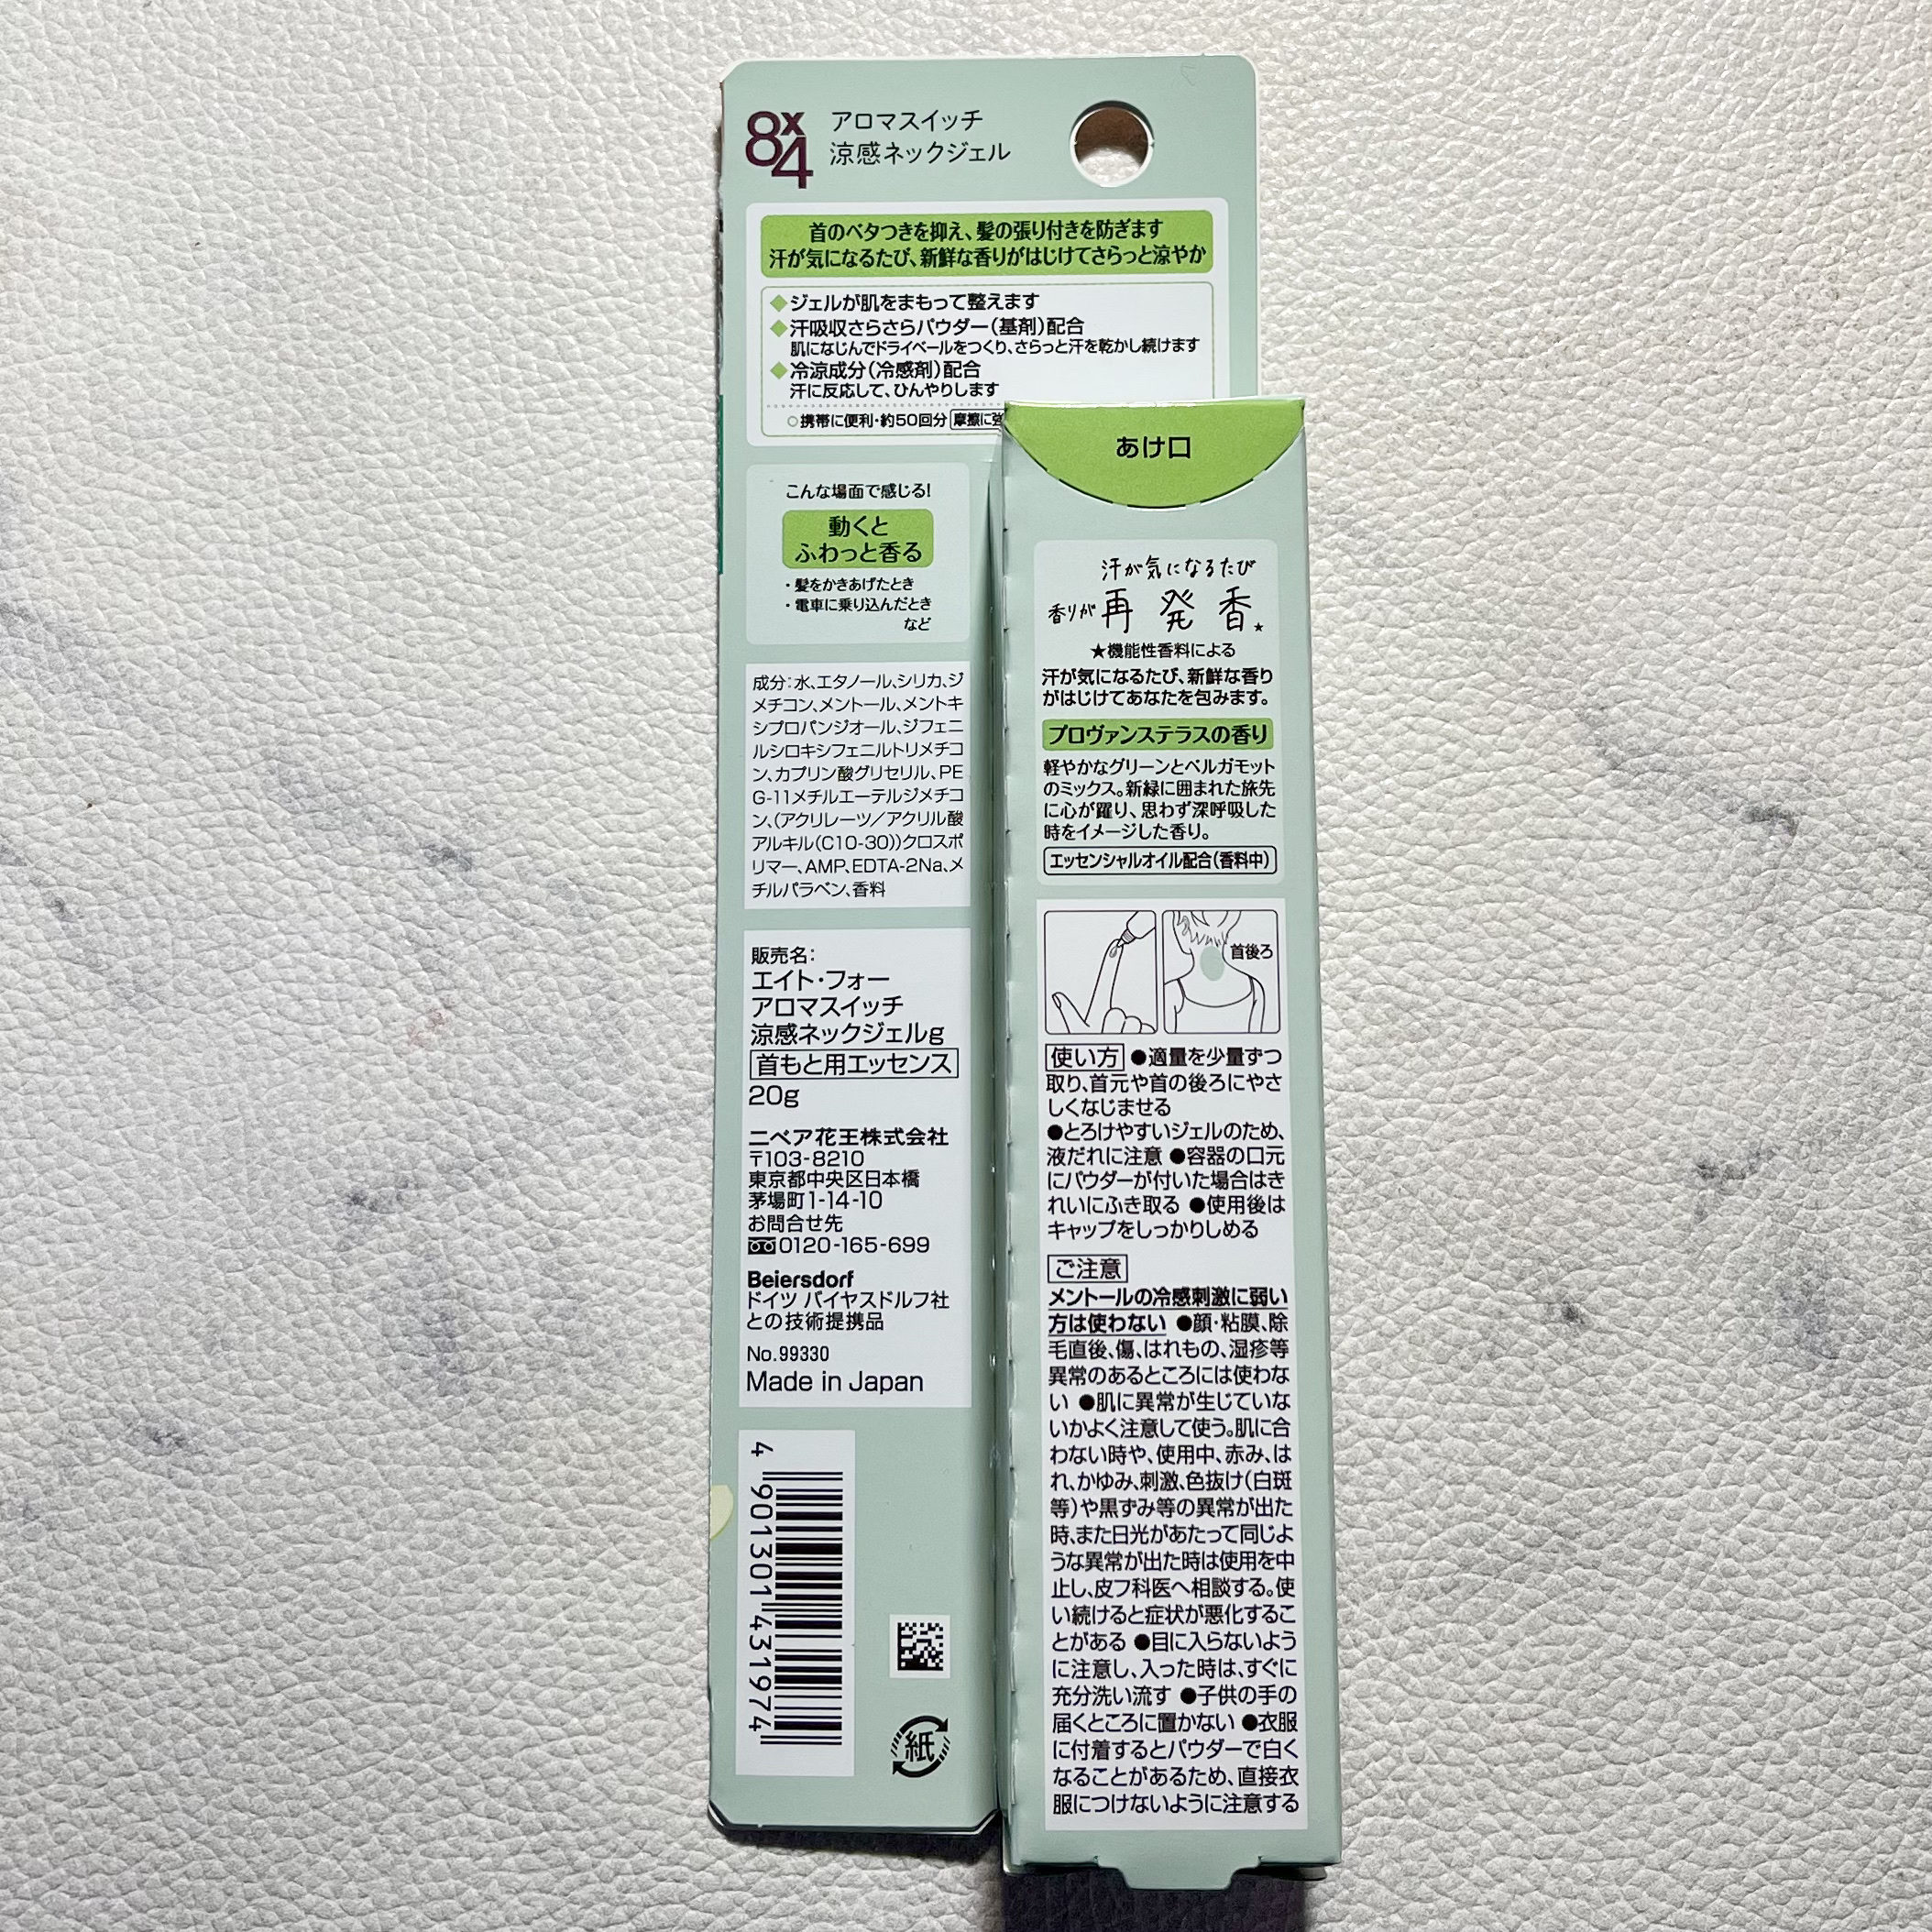 8x4
アロマスイッチ
涼感ネックジェル
首のベタつきを抑え、髪の張り付きを防ぎます
汗が気になるたび、新鮮な香りがはじけてさらっと涼やか
◆ジェルが肌をまもって整えます
◆汗吸収さらさらパウダー（基剤）配合
肌になじんでドライベールをつくり、さらっと汗を乾かし続けます
◆冷涼成分（冷感剤）配合
汗に反応して、ひんやりします
○携帯に便利・約50回分 摩擦に強
こんな場面で感じる！
動くと
ふわっと香る
・髪をかきあげたとき
・電車に乗り込んだとき
など
成分：水、エタノール、シリカ、ジ
メチコン、メントール、メントキ
シプロパンジオール、ジフェニ
ルシロキシフェニルトリメチコ
ン、カプリン酸グリセリル、PE
G-11メチルエーテルジメチコ
ン、（アクリレーツ／アクリル酸
アルキル（C10-30））クロスポ
リマー、AMP、EDTA-2Na、メ
チルパラベン、香料
販売名：
エイト・フォー
アロマスイッチ
涼感ネックジェルg
首もと用エッセンス
20g
ニベア花王株式会社
〒103-8210
東京都中央区日本橋
茅場町1-14-10
お問合せ先
0120-165-699
Beiersdorf
ドイツ バイヤスドルフ社
との技術提携品
No.99330
Made in Japan
4 901301 431974
紙
あけ口
汗が気になるたび
香りが再発香★
★機能性香料による
汗が気になるたび、新鮮な香り
がはじけてあなたを包みます。
プロヴァンステラスの香り
軽やかなグリーンとベルガモット
のミックス。新緑に囲まれた旅先
に心が躍り、思わず深呼吸した
時をイメージした香り。
エッセンシャルオイル配合（香料中）
首後ろ
使い方 ●適量を少量ずつ
取り、首元や首の後ろにやさ
しくなじませる
●とろけやすいジェルのため、
液だれに注意 ●容器の口元
にパウダーが付いた場合はき
れいにふき取る ●使用後は
キャップをしっかりしめる
ご注意
メントールの冷感刺激に弱い
方は使わない ●顔・粘膜、除
毛直後、傷、はれもの、湿疹等
異常のあるところには使わな
い ●肌に異常が生じていな
いかよく注意して使う。肌に合
わない時や、使用中、赤み、は
れ、かゆみ、刺激、色抜け（白斑
等）や黒ずみ等の異常が出た
時、また日光があたって同じよ
うな異常が出た時は使用を中
止し、皮フ科医へ相談する。使
い続けると症状が悪化するこ
とがある ●目に入らないよう
に注意し、入った時は、すぐに
充分洗い流す ●子供の手の
届くところに置かない ●衣服
に付着するとパウダーで白く
なることがあるため、直接衣
服につけないように注意する